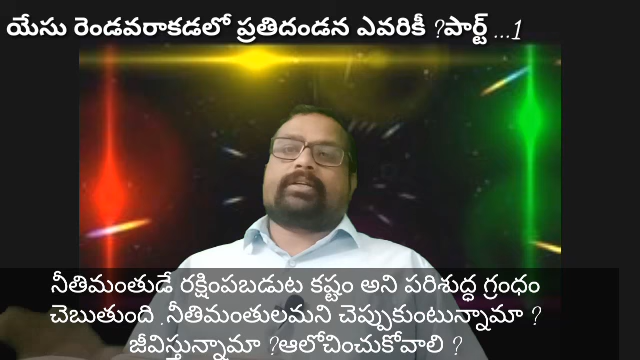 యేసు రెండవరాకడలో ప్రతిదండన ఎవరికీ ?పార్ట్ ...1
నీతిమంతుడే రక్షింపబడుట కష్టం అని పరిశుద్ధ గ్రంధం
చెబుతుంది .నీతిమంతులమని చెప్పుకుంటున్నామా ?
జీవిస్తున్నామా ?ఆలోచించుకోవాలి ?